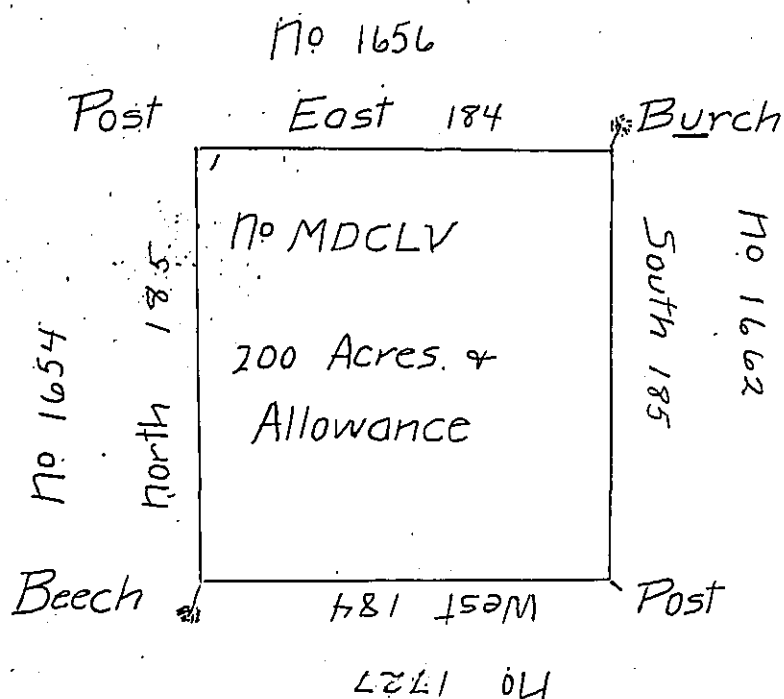 no 1656
Post East 184 Burch
no MDCLV
200 Acres. &
Allowance
no 1654
north 185
South 185
no 1662
Beech West 184 Post
no 1727